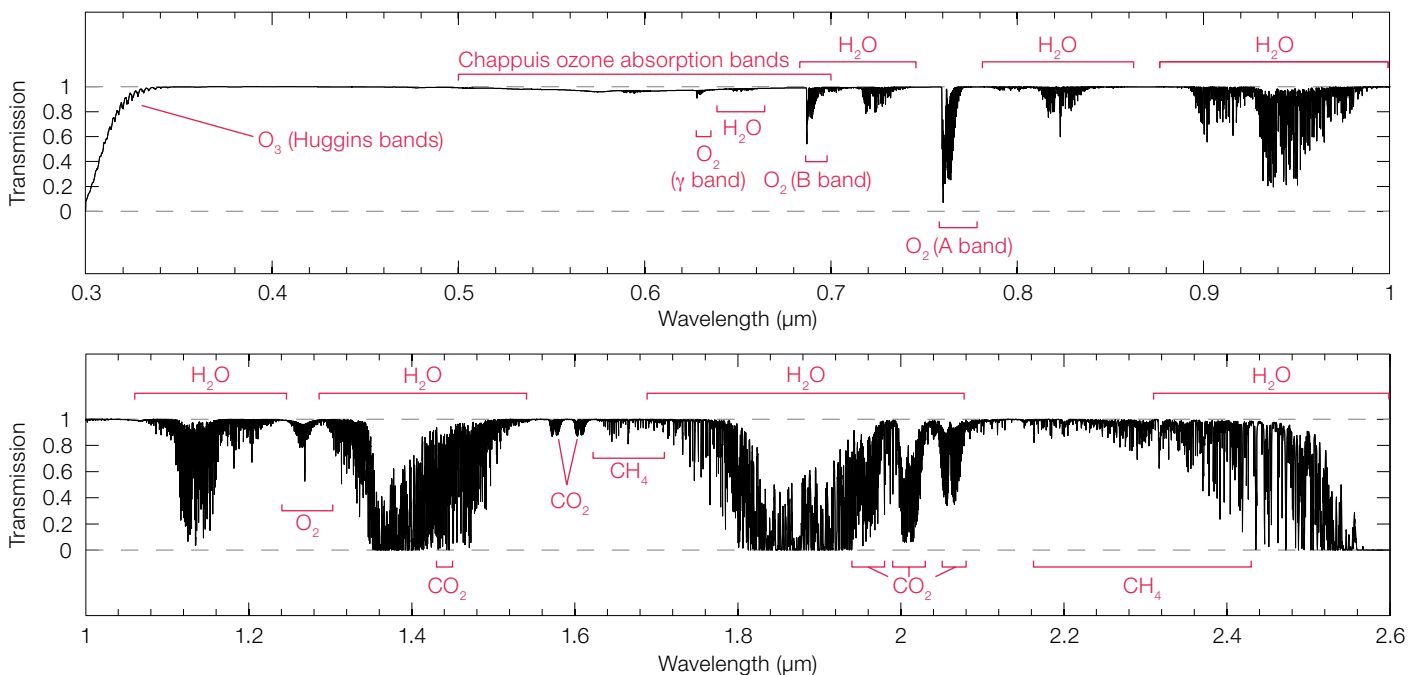 H₂O H₂O H₂O
Chappuis ozone absorption bands
Transmission
1
0.8
0.6
0.4
0.2
0
O₃ (Huggins bands)
H₂O
O₂
(γ band)
O₂ (B band)
O₂ (A band)
0.3 0.4 0.5 0.6 0.7 0.8 0.9 1
Wavelength (µm)
H₂O H₂O H₂O H₂O
Transmission
1
0.8
0.6
0.4
0.2
0
O₂
CO₂
CH₄
CO₂
CO₂
CH₄
1 1.2 1.4 1.6 1.8 2 2.2 2.4 2.6
Wavelength (µm)